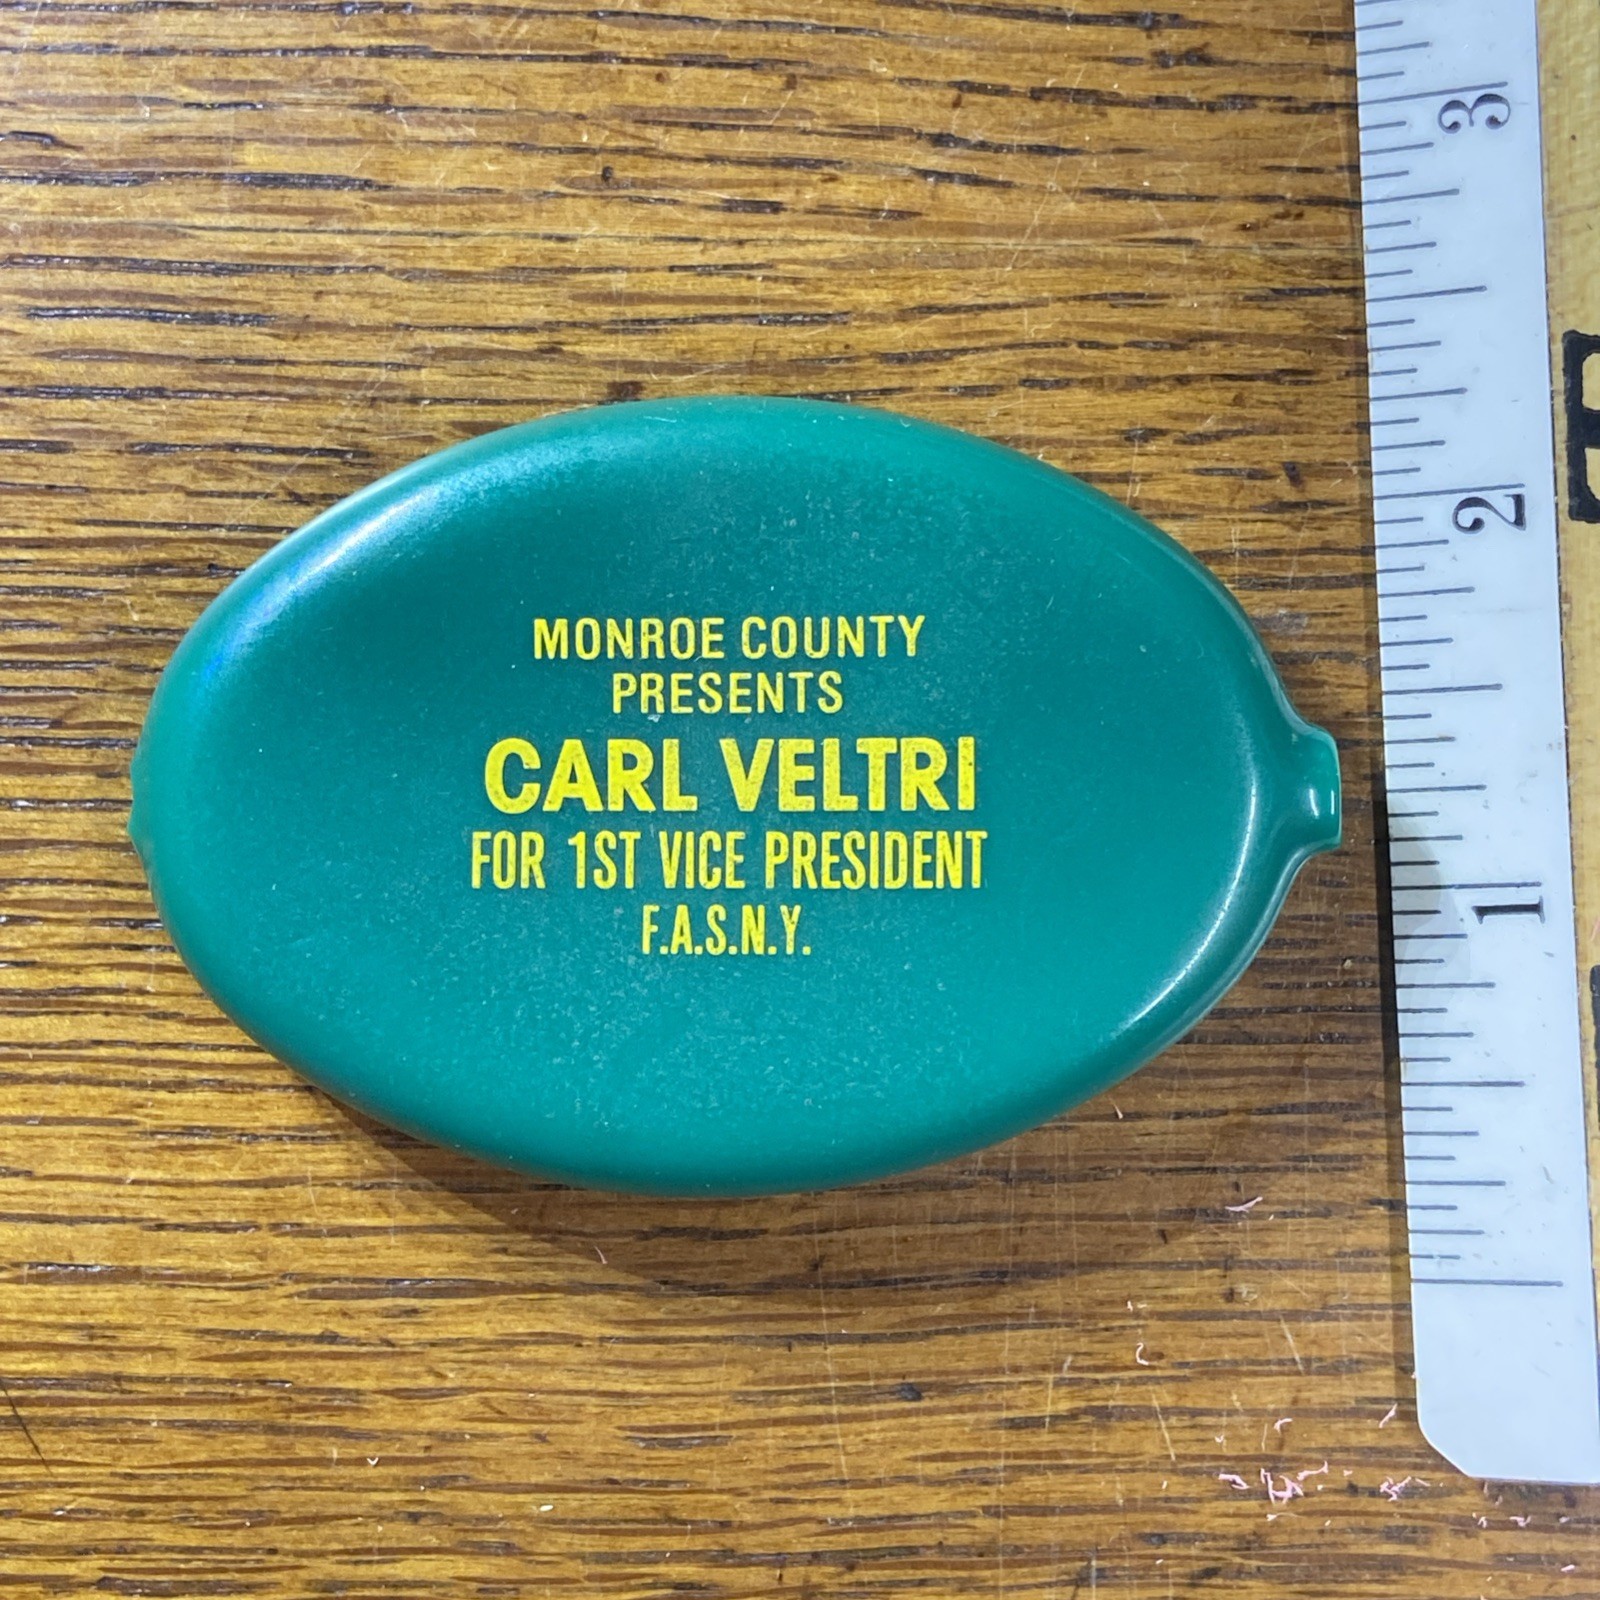 MONROE COUNTY
PRESENTS
CARL VELTRI
FOR 1ST VICE PRESIDENT
F.A.S.N.Y.
3
2
1